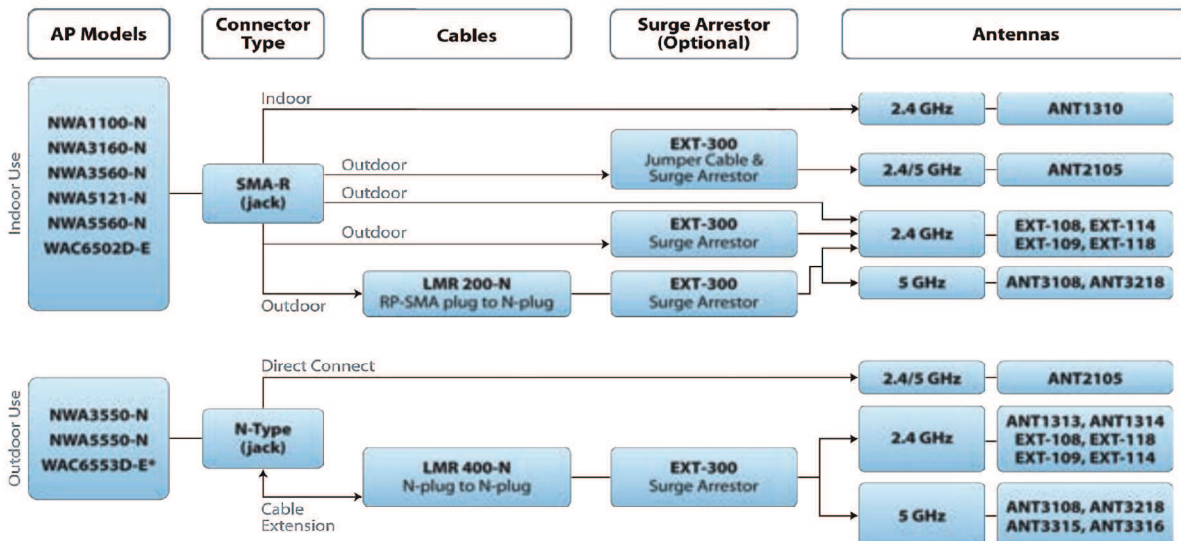 AP Models
Connector
Type
Cables
Surge Arrestor
(Optional)
Antennas
Indoor Use
NWA1100-N
NWA3160-N
NWA3560-N
NWA5121-N
NWA5560-N
WAC6502D-E
SMA-R
(jack)
Indoor
2.4 GHz
ANT1310
Outdoor
EXT-300
Jumper Cable &
Surge Arrestor
2.4/5 GHz
ANT2105
Outdoor
Outdoor
EXT-300
Surge Arrestor
2.4 GHz
EXT-108, EXT-114
EXT-109, EXT-118
Outdoor
LMR 200-N
RP-SMA plug to N-plug
EXT-300
Surge Arrestor
5 GHz
ANT3108, ANT3218
Outdoor Use
NWA3550-N
NWA5550-N
WAC6553D-E*
N-Type
(jack)
Direct Connect
2.4/5 GHz
ANT2105
Cable
Extension
LMR 400-N
N-plug to N-plug
EXT-300
Surge Arrestor
2.4 GHz
ANT1313, ANT1314
EXT-108, EXT-118
EXT-109, EXT-114
5 GHz
ANT3108, ANT3218
ANT3315, ANT3316